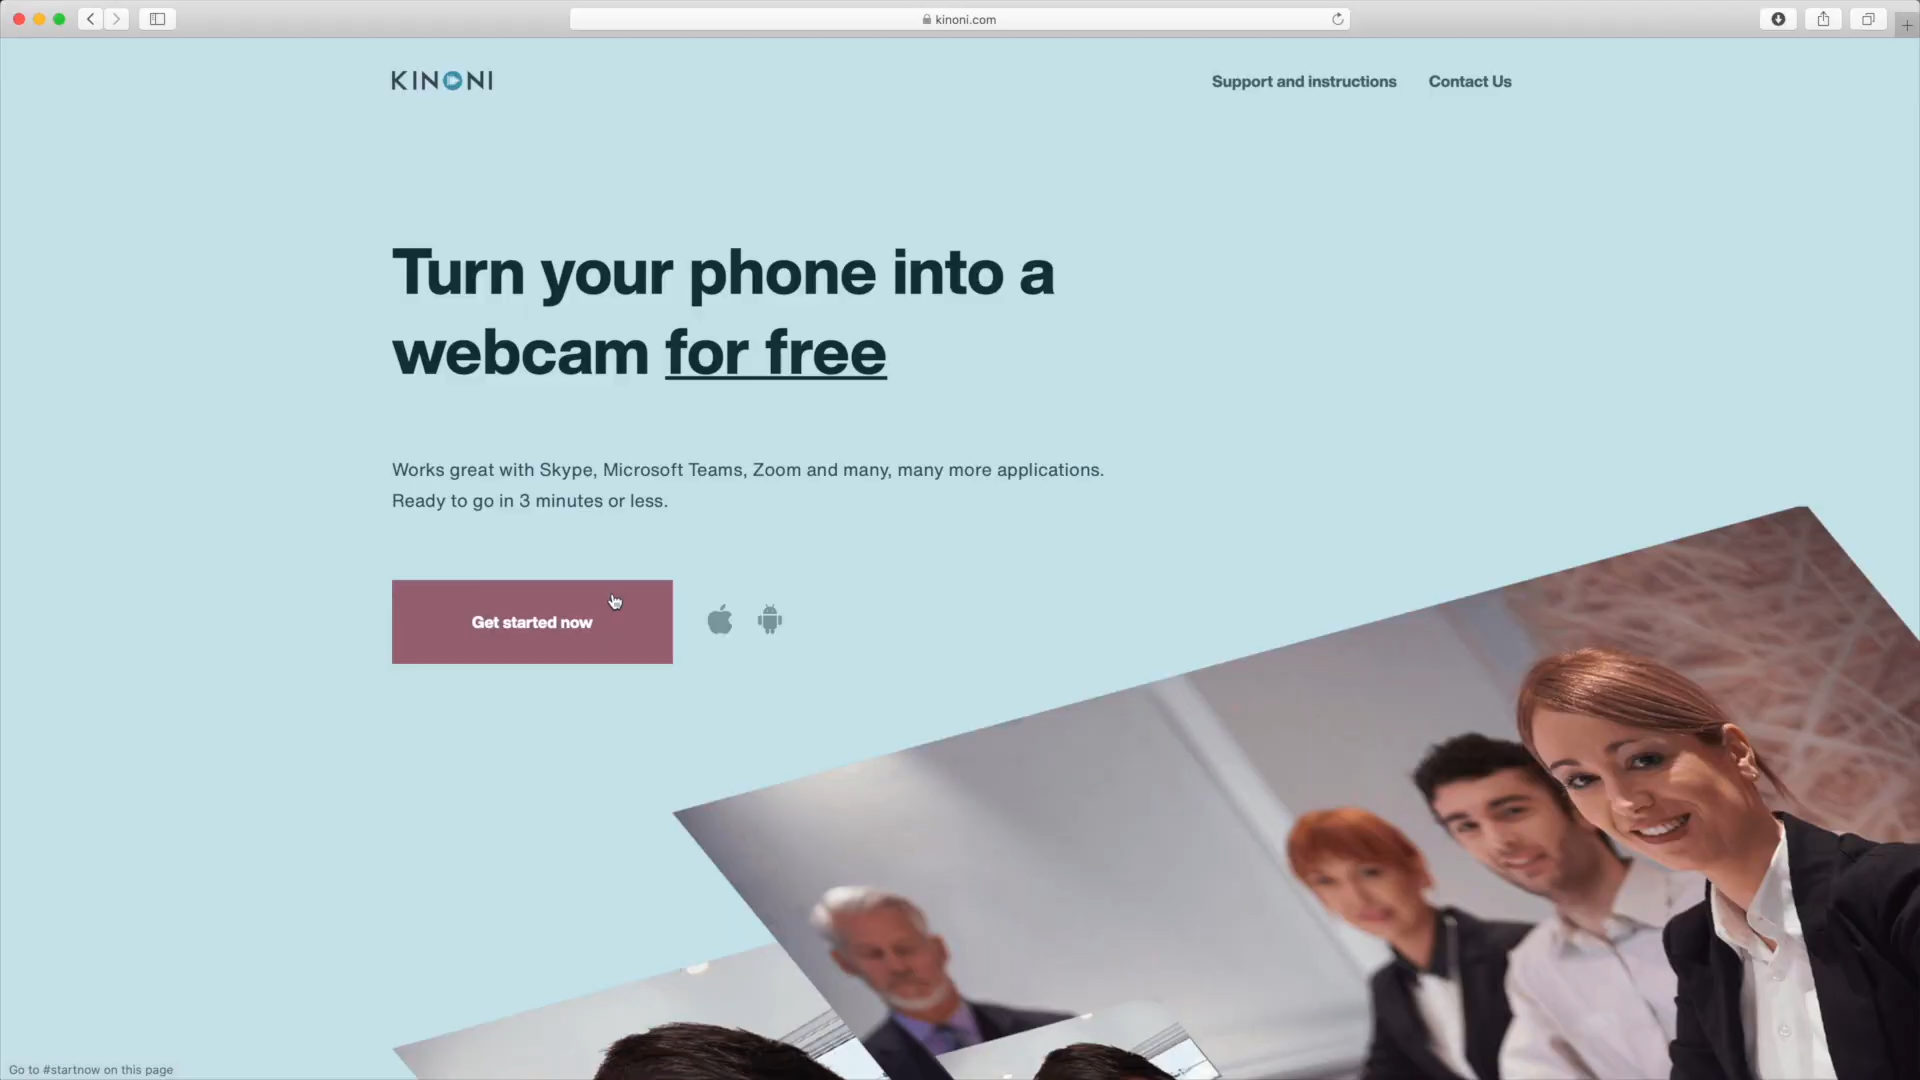 kinoni.com
KINONI
Support and instructions
Contact Us
Turn your phone into a
webcam for free
Works great with Skype, Microsoft Teams, Zoom and many, many more applications.
Ready to go in 3 minutes or less.
Get started now
Go to #startnow on this page